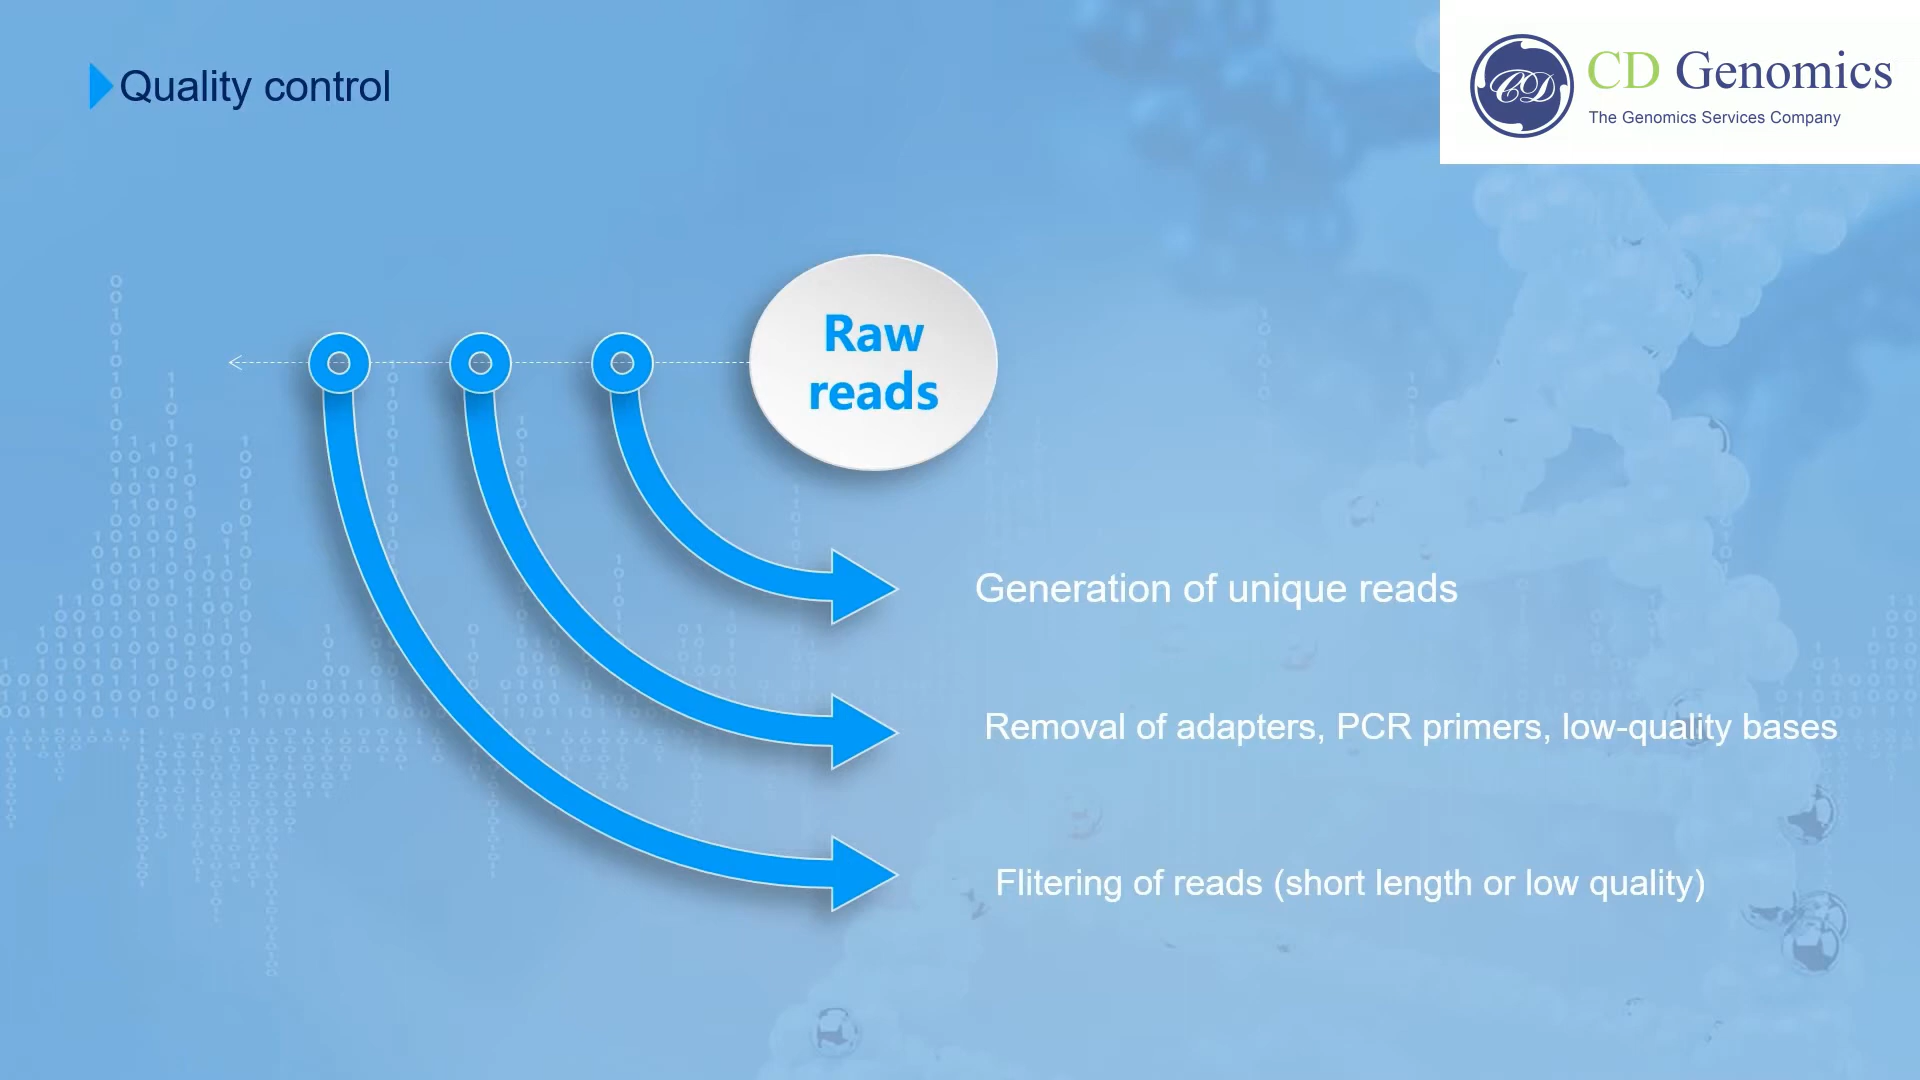 Quality control
CD Genomics
The Genomics Services Company
Raw
reads
Generation of unique reads
Removal of adapters, PCR primers, low-quality bases
Flitering of reads (short length or low quality)